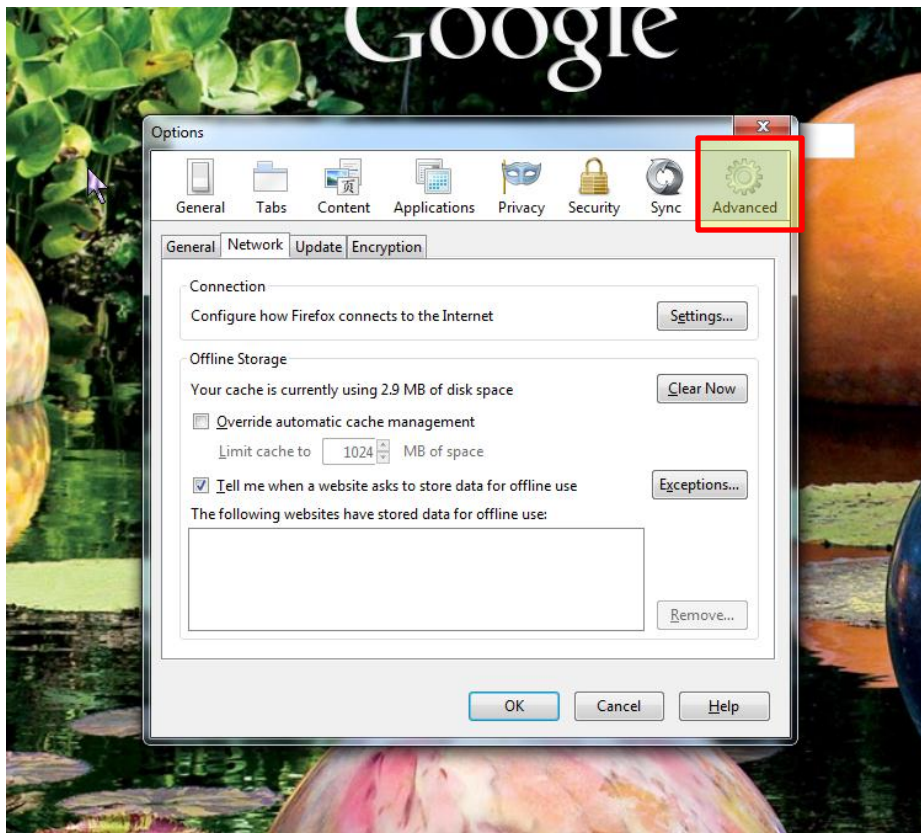 Google
Options
x
页
General Tabs Content Applications Privacy Security Sync Advanced
General Network Update Encryption
Connection
Configure how Firefox connects to the Internet Settings...
Offline Storage
Your cache is currently using 2.9 MB of disk space Clear Now
Override automatic cache management
Limit cache to 1024 MB of space
Tell me when a website asks to store data for offline use Exceptions...
The following websites have stored data for offline use:
Remove...
OK Cancel Help